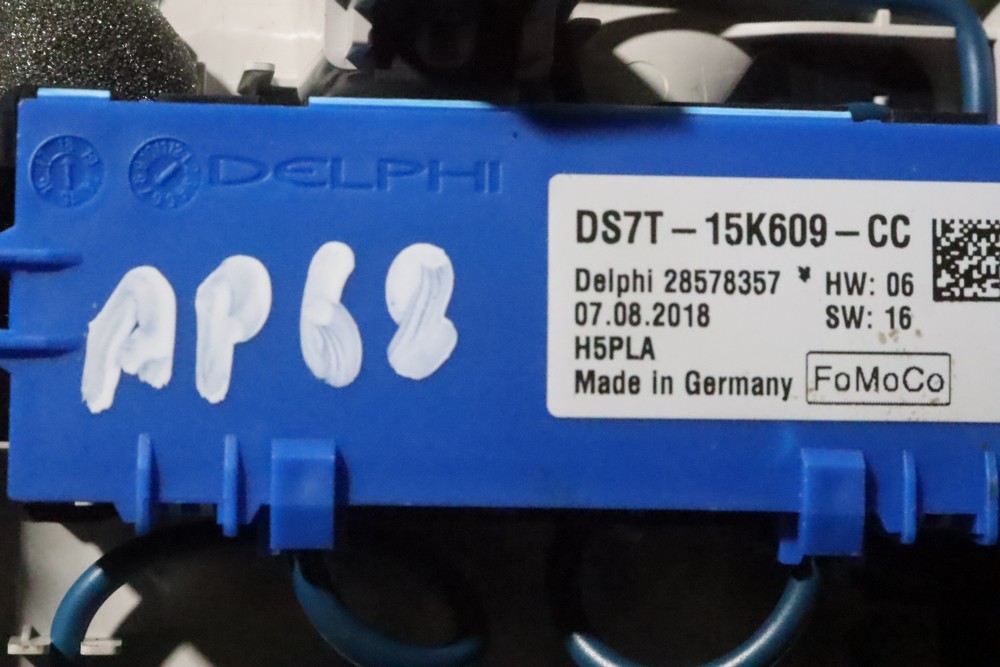 DELPHI
AP68
DS7T-15K609-CC
Delphi 28578357 * HW: 06
07.08.2018 SW: 16
H5PLA
Made in Germany FoMoCo